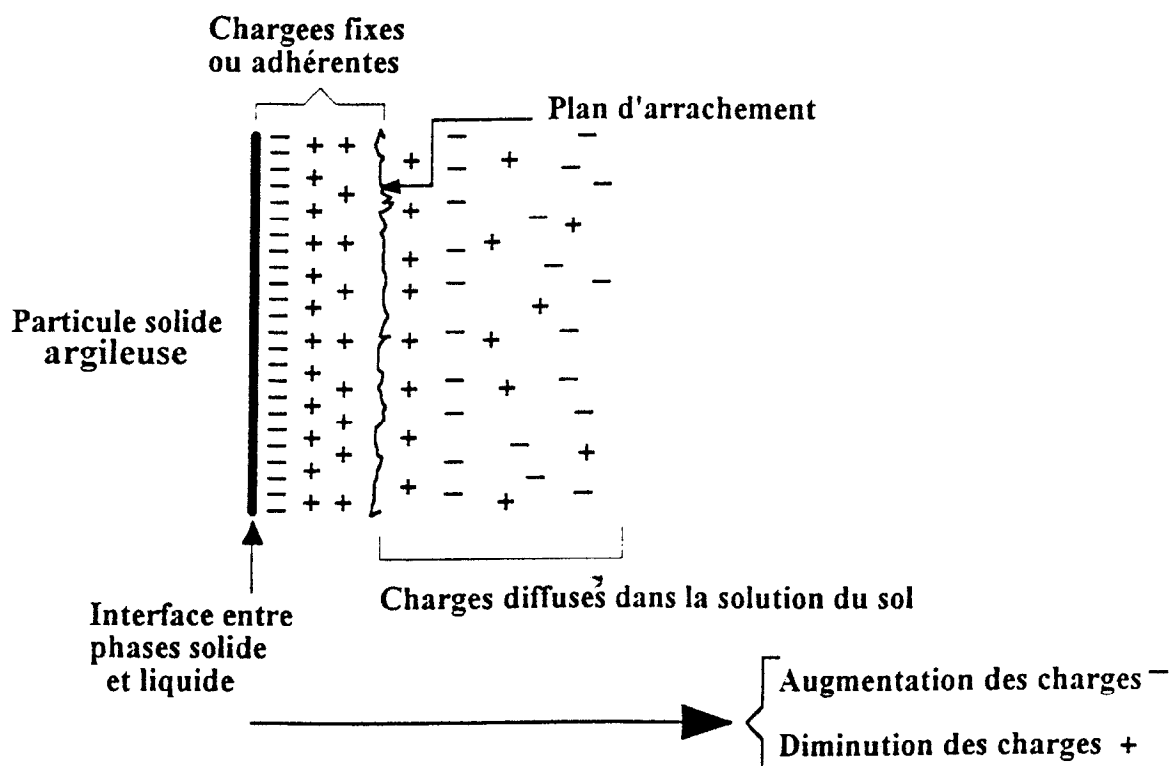 Chargees fixes
ou adhérentes
Plan d'arrachement
Particule solide
argileuse
Charges diffusés dans la solution du sol
Interface entre
phases solide
et liquide
Augmentation des charges −
Diminution des charges +